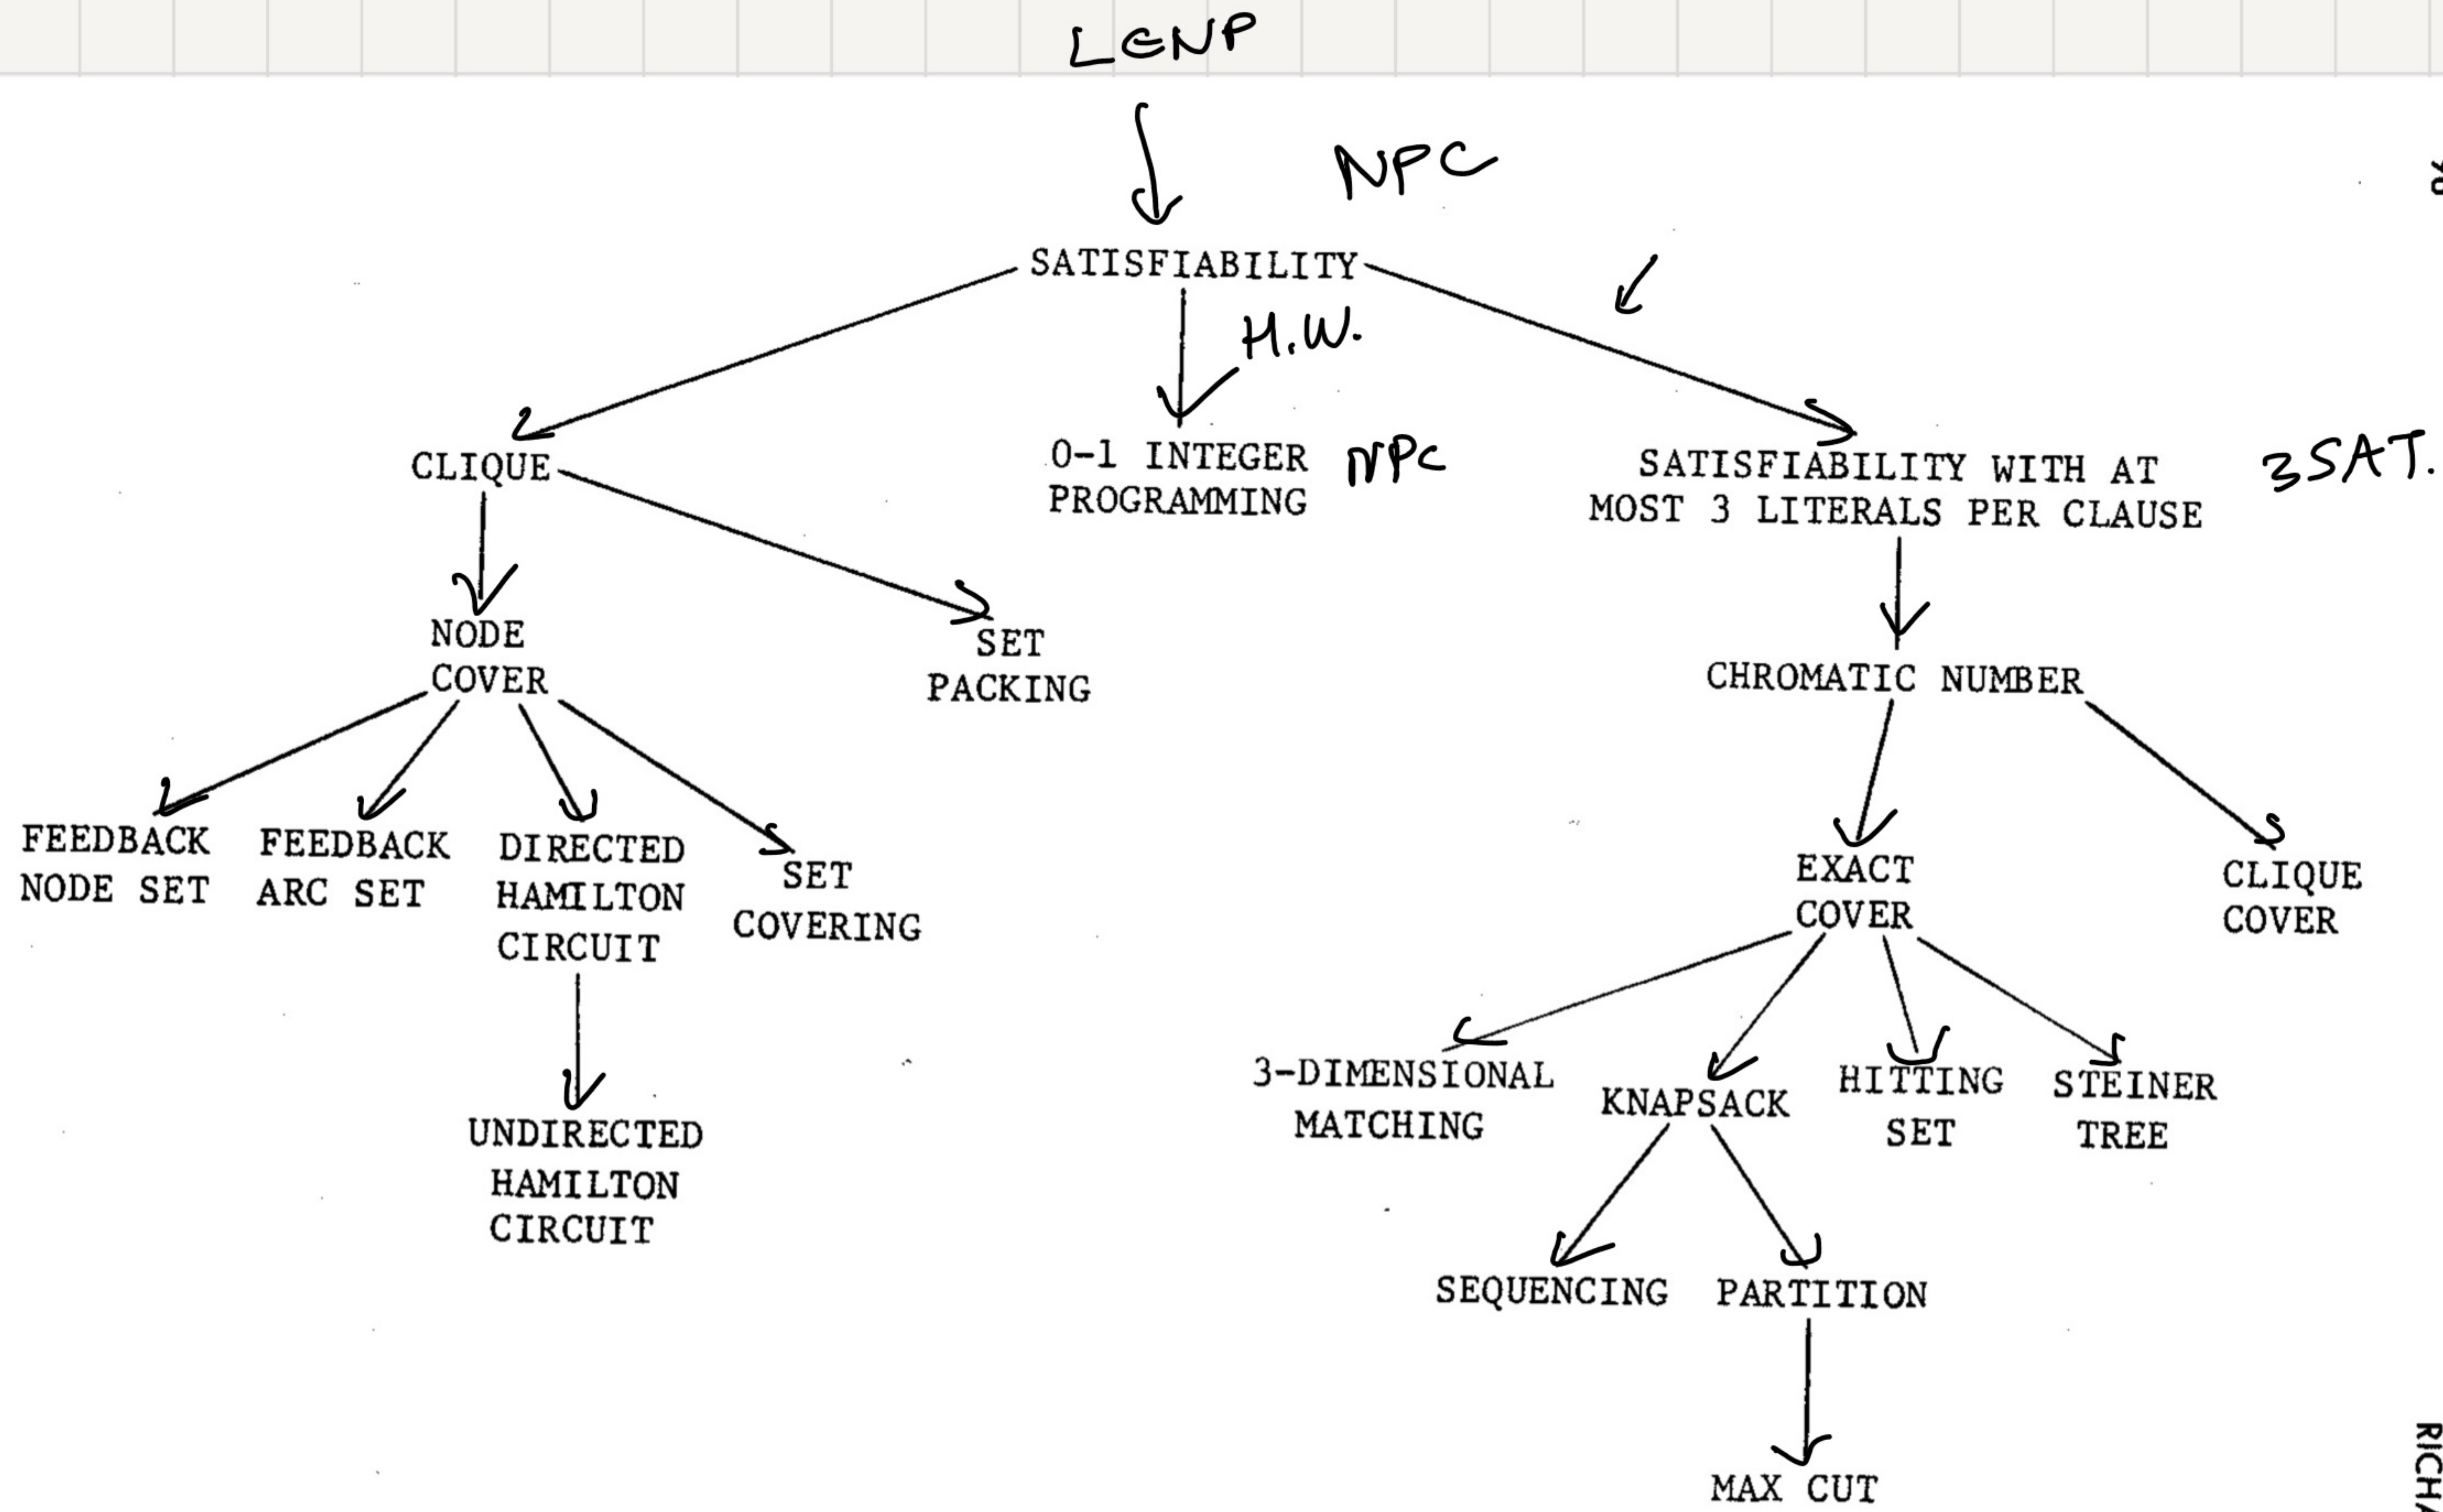 L∈NP
NPC
96
SATISFIABILITY
H.W.
CLIQUE
0-1 INTEGER
PROGRAMMING
NPC
SATISFIABILITY WITH AT
MOST 3 LITERALS PER CLAUSE
3SAT.
NODE
COVER
SET
PACKING
CHROMATIC NUMBER
FEEDBACK
NODE SET
FEEDBACK
ARC SET
DIRECTED
HAMILTON
CIRCUIT
SET
COVERING
EXACT
COVER
CLIQUE
COVER
UNDIRECTED
HAMILTON
CIRCUIT
3-DIMENSIONAL
MATCHING
KNAPSACK
HITTING
SET
STEINER
TREE
SEQUENCING
PARTITION
MAX CUT